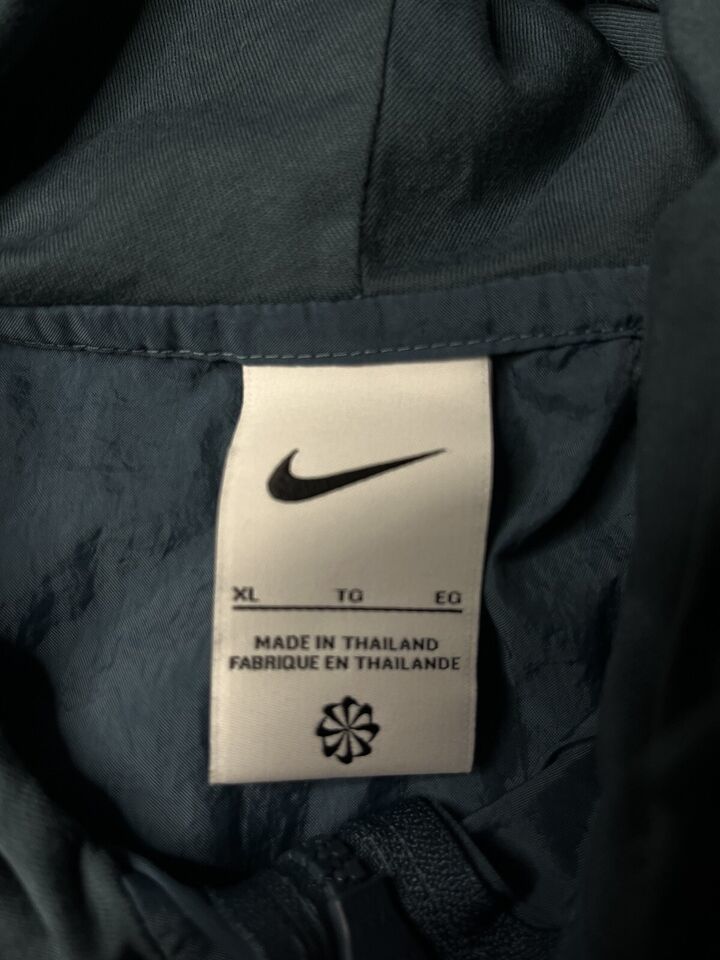 XL TG EG
MADE IN THAILAND
FABRIQUE EN THAILANDE